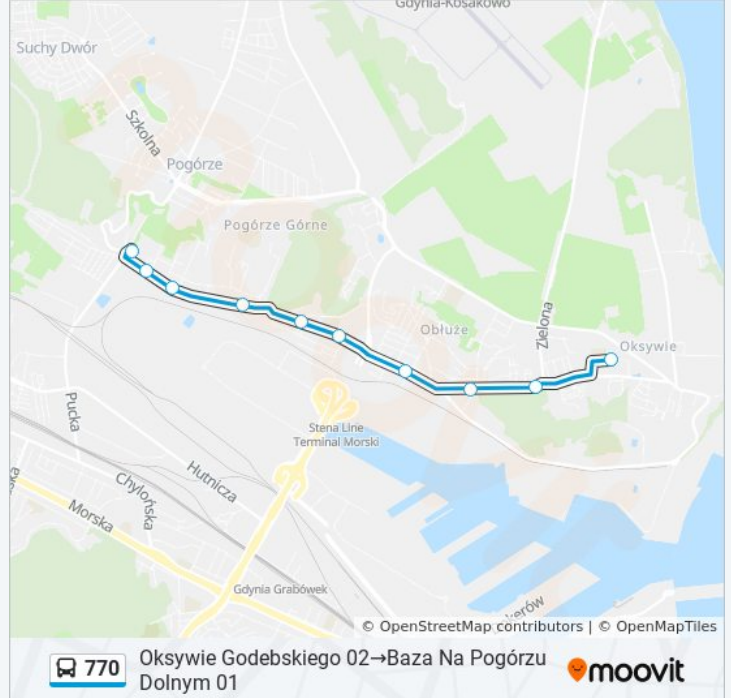 Gdynia-Kosakowo
Suchy Dwór
Szkolna
Pogórze
Pogórze Górne
Obłuże
Zielona
Oksywie
Pucka
Stena Line
Terminal Morski
Hutnicza
Chylońska
Morska
Gdynia Grabówek
© OpenStreetMap contributors | © OpenMapTiles
770
Oksywie Godebskiego 02→Baza Na Pogórzu
Dolnym 01
moovit